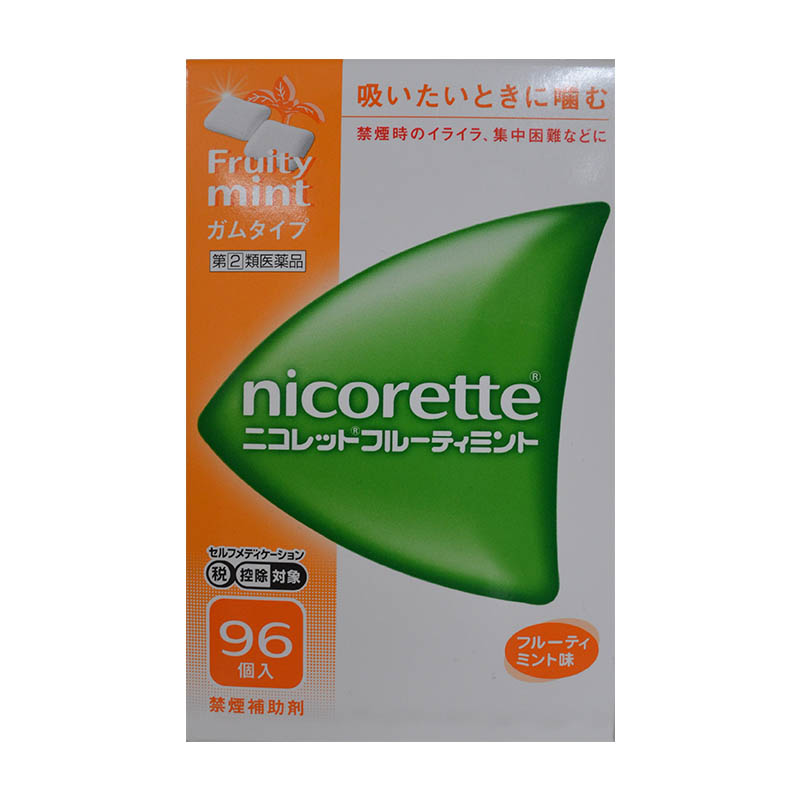 吸いたいときに噛む
禁煙時のイライラ、集中困難などに
Fruity
mint
ガムタイプ
第②類医薬品
nicorette®
ニコレット®フルーティミント
セルフメディケーション
税 控除 対象
96
個入
禁煙補助剤
フルーティ
ミント味